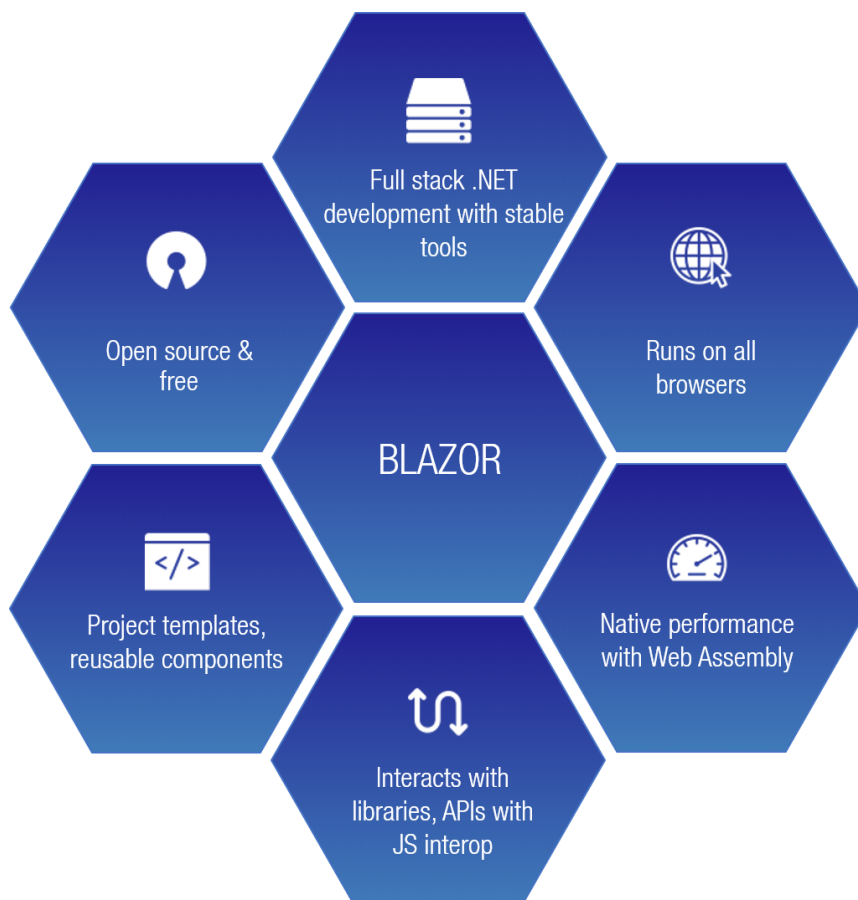 Full stack .NET
development with stable
tools
Open source &
free
Runs on all
browsers
BLAZOR
</>
Project templates,
reusable components
Native performance
with Web Assembly
Interacts with
libraries, APIs with
JS interop